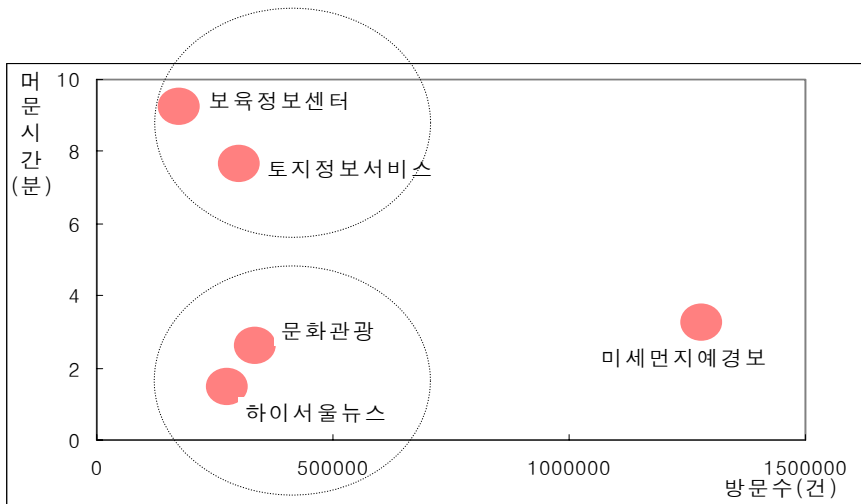 머문시간(분)
10
8
6
4
2
0
보육정보센터
토지정보서비스
문화관광
하이서울뉴스
미세먼지예경보
0
500000
1000000
1500000
방문수(건)